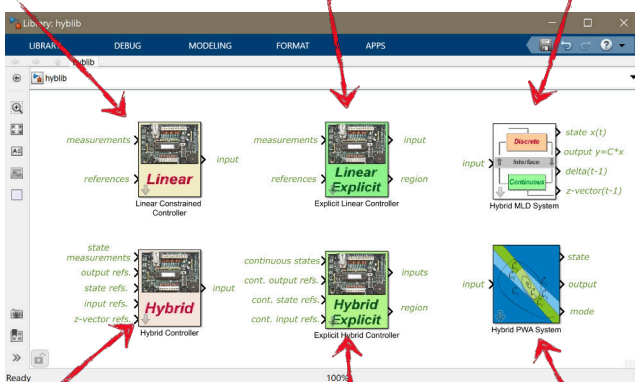 Library: hyblib
LIBRARY DEBUG MODELING FORMAT APPS
hyblib
hyblib
measurements
references
Linear
input
Linear Constrained
Controller
measurements
references
Linear
Explicit
input
region
Explicit Linear Controller
input
Discrete
Interface
Continuous
state x(t)
output y=C*x
delta(t-1)
z-vector(t-1)
Hybrid MLD System
state
measurements
output refs.
state refs.
input refs.
z-vector refs.
Hybrid
input
Hybrid Controller
continuous states
cont. output refs.
cont. state refs.
cont. input refs.
Hybrid
Explicit
inputs
region
Explicit Hybrid Controller
input
state
output
mode
Hybrid PWA System
Ready 100%